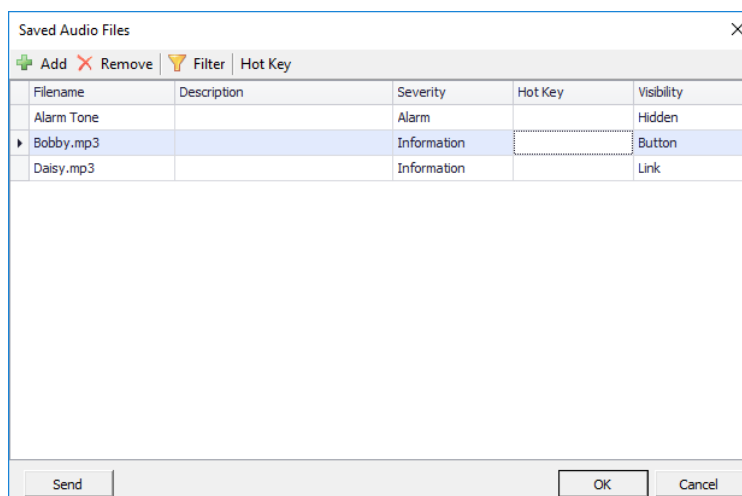 Saved Audio Files
Add Remove Filter Hot Key
Filename Description Severity Hot Key Visibility
Alarm Tone Alarm Hidden
Bobby.mp3 Information Button
Daisy.mp3 Information Link
Send OK Cancel